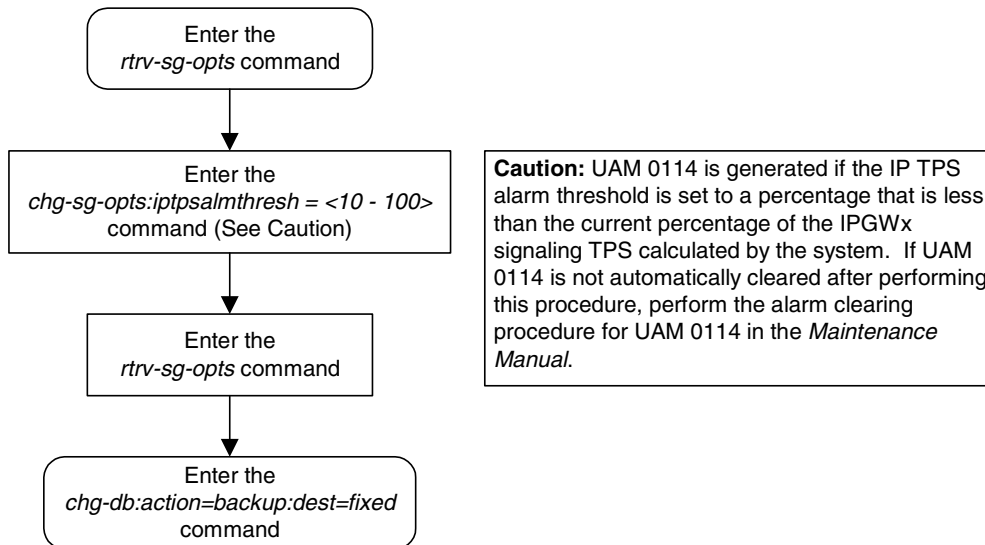 Enter the
rtrv-sg-opts command
Enter the
chg-sg-opts:iptpsalmthresh = <10 - 100>
command (See Caution)
Enter the
rtrv-sg-opts command
Enter the
chg-db:action=backup:dest=fixed
command
Caution: UAM 0114 is generated if the IP TPS
alarm threshold is set to a percentage that is less
than the current percentage of the IPGWx
signaling TPS calculated by the system. If UAM
0114 is not automatically cleared after performing
this procedure, perform the alarm clearing
procedure for UAM 0114 in the Maintenance
Manual.